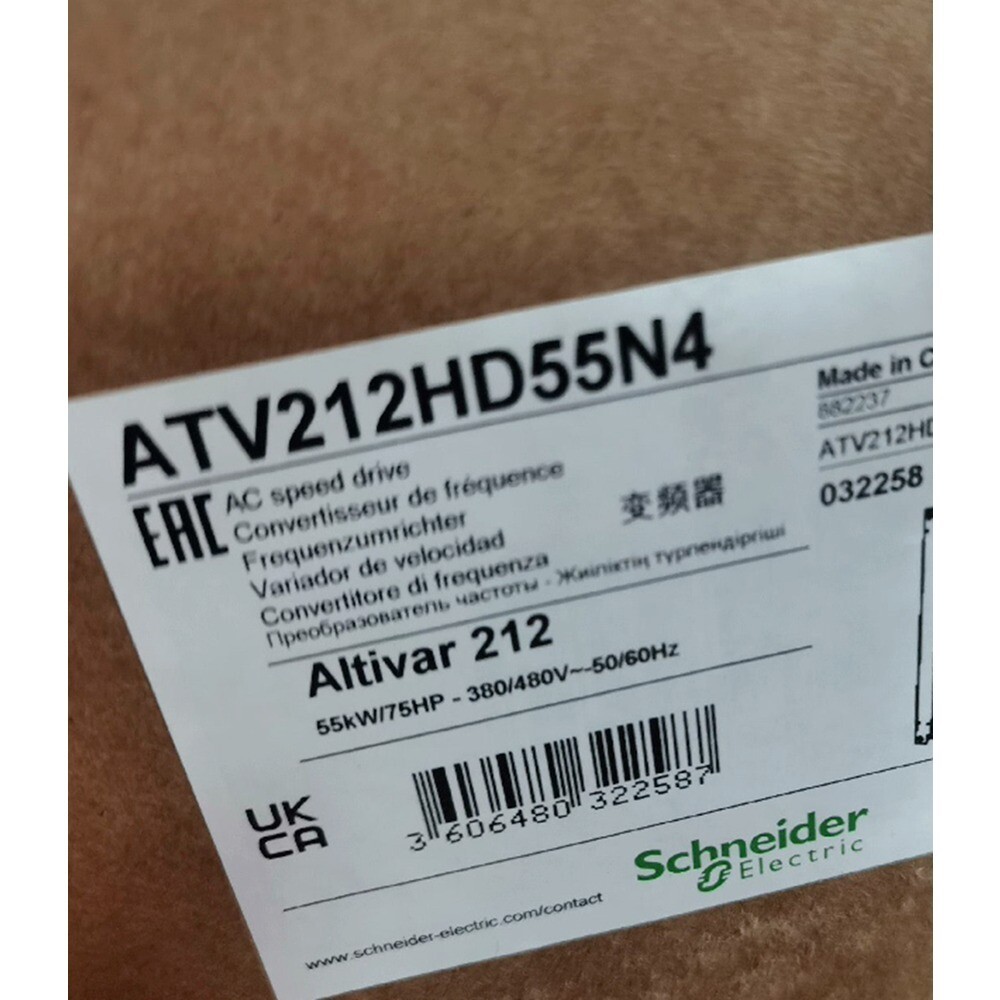 ATV212HD55N4
EAC
AC speed drive
Convertisseur de fréquence
Frequenzumrichter
Variador de velocidad
Convertitore di frequenza
Преобразователь частоты - Жиіліктің түрлендіргіші
变频器
Altivar 212
55kW/75HP - 380/480V~-50/60Hz
3 606480 322587
UK
CA
Schneider
Electric
www.schneider-electric.com/contact
Made in
882237
ATV212HD
032258